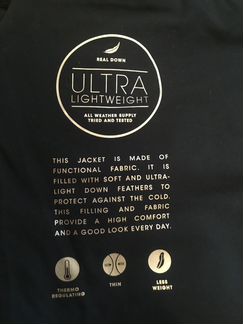 REAL DOWN
ULTRA
LIGHTWEIGHT
ALL WEATHER SUPPLY
TRIED AND TESTED
THIS JACKET IS MADE OF
FUNCTIONAL FABRIC. IT IS
FILLED WITH SOFT AND ULTRA-
LIGHT DOWN FEATHERS TO
PROTECT AGAINST THE COLD.
THIS FILLING AND FABRIC
PROVIDE A HIGH COMFORT
AND A GOOD LOOK EVERY DAY.
THERMO
REGULATING
THIN
LESS
WEIGHT